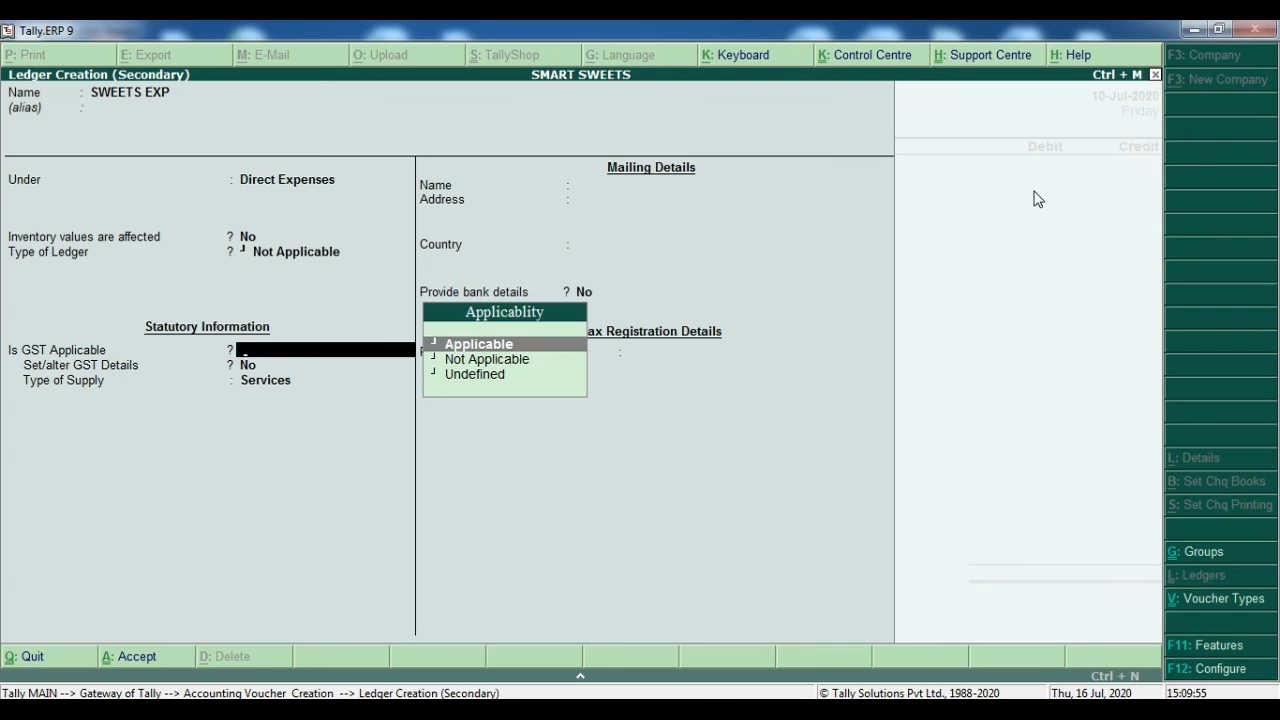 Tally.ERP 9
P: Print E: Export M: E-Mail O: Upload S: TallyShop G: Language K: Keyboard K: Control Centre H: Support Centre H: Help F3: Company
Ledger Creation (Secondary) SMART SWEETS Ctrl + M F3: New Company
Name : SWEETS EXP 10-Jul-2020
(alias) : Friday
Debit Credit
Mailing Details
Under : Direct Expenses Name :
Address :
Inventory values are affected ? No Country :
Type of Ledger ? Not Applicable
Provide bank details ? No
Applicablity
Statutory Information ax Registration Details
Applicable
Is GST Applicable ? :
Not Applicable
Set/alter GST Details ? No
Undefined
Type of Supply : Services
L: Details
B: Set Chq Books
S: Set Chq Printing
G: Groups
L: Ledgers
V: Voucher Types
F11: Features
Q: Quit A: Accept D: Delete F12: Configure
Ctrl + N
Tally MAIN --> Gateway of Tally --> Accounting Voucher Creation --> Ledger Creation (Secondary) © Tally Solutions Pvt Ltd., 1988-2020 Thu, 16 Jul, 2020 15:09:55